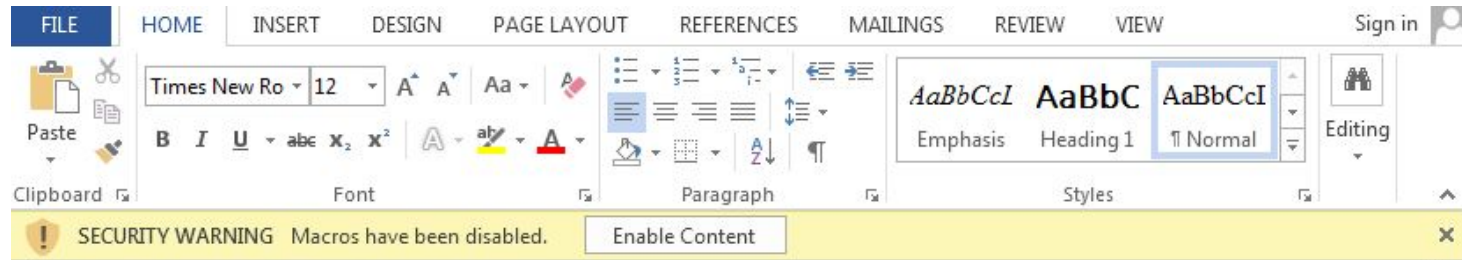 FILE HOME INSERT DESIGN PAGE LAYOUT REFERENCES MAILINGS REVIEW VIEW Sign in
Times New Ro 12 A A Aa
Paste B I U abc X₂ X² A aby A A Z ¶
AaBbCcI AaBbC AaBbCcI
Emphasis Heading 1 ¶ Normal
Editing
Clipboard Font Paragraph Styles
SECURITY WARNING Macros have been disabled. Enable Content